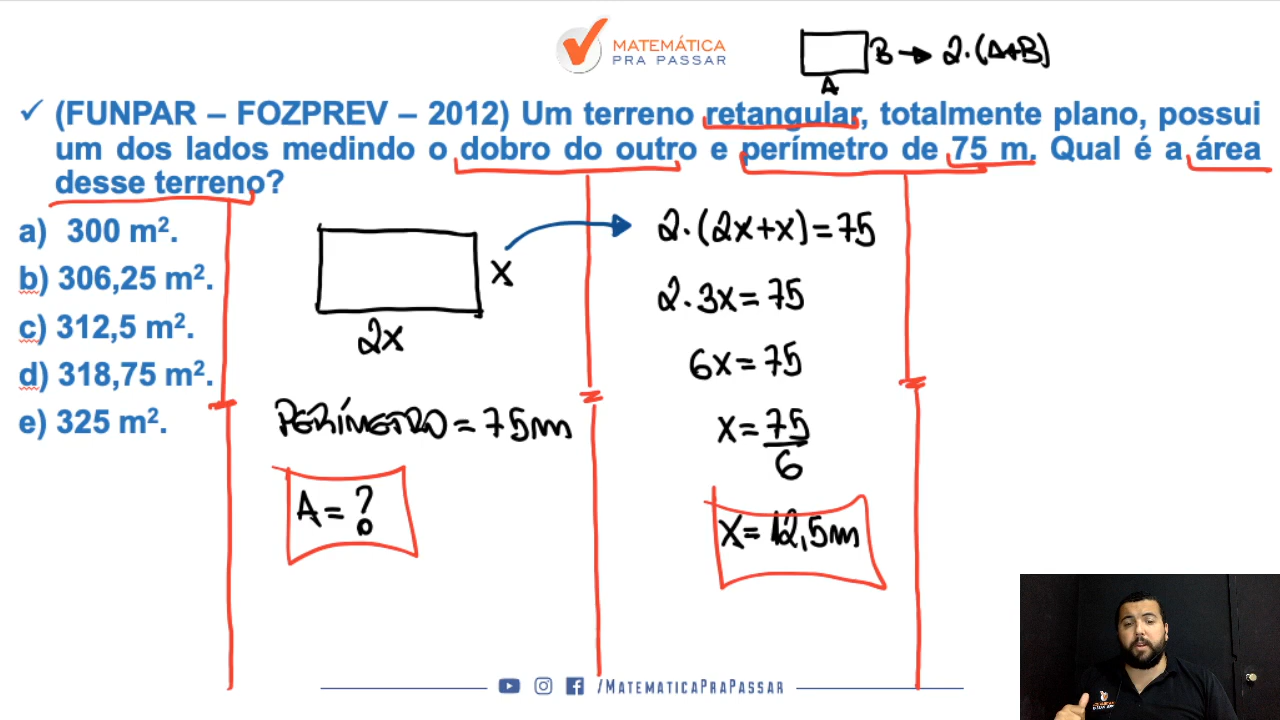 MATEMÁTICA
PRA PASSAR
B → 2·(A+B)
A
✓ (FUNPAR – FOZPREV – 2012) Um terreno retangular, totalmente plano, possui
um dos lados medindo o dobro do outro e perímetro de 75 m. Qual é a área
desse terreno?
a) 300 m².
b) 306,25 m².
c) 312,5 m².
d) 318,75 m².
e) 325 m².
x
2x
PERÍMETRO = 75m
A = ?
2·(2x+x)=75
2·3x=75
6x=75
x=75
6
x=12,5m
/MatematicaPraPassar